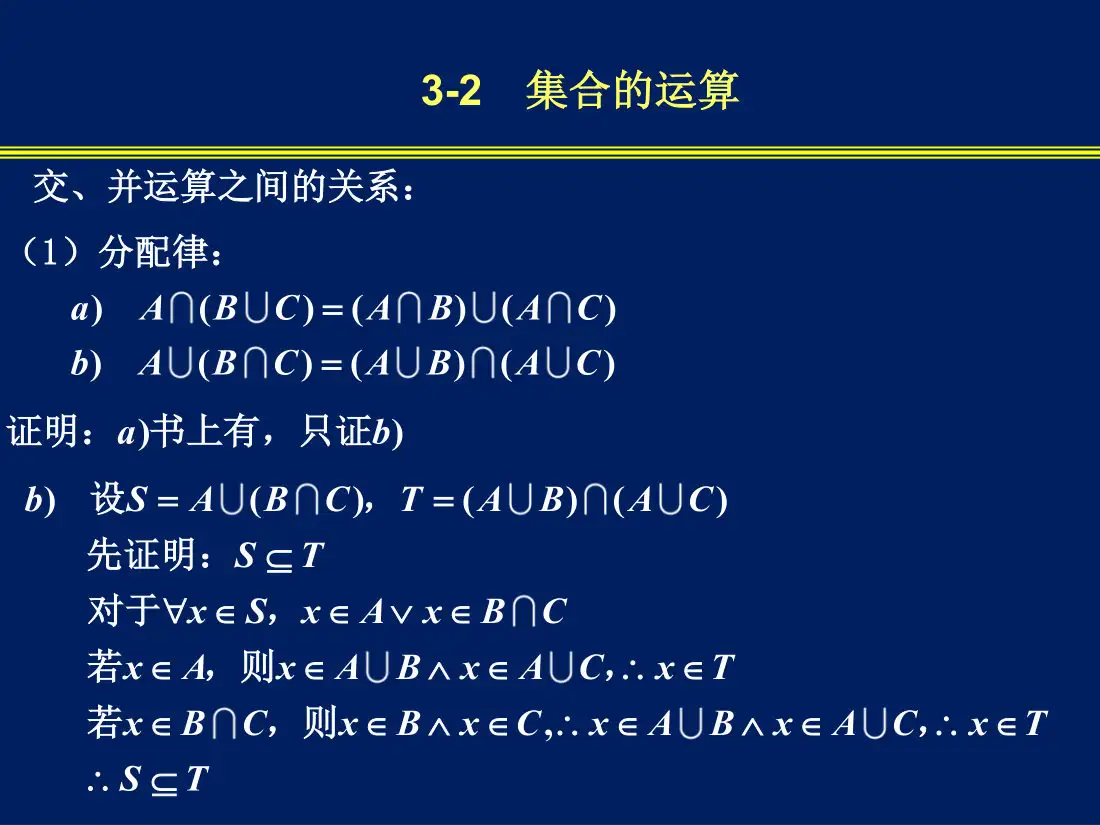 3-2 集合的运算
交、并运算之间的关系：
（1）分配律：
a) A∩(B∪C)=(A∩B)∪(A∩C)
b) A∪(B∩C)=(A∪B)∩(A∪C)
证明：a)书上有，只证b)
b) 设S = A∪(B∩C)，T = (A∪B)∩(A∪C)
先证明：S ⊆ T
对于∀x ∈ S，x ∈ A ∨ x ∈ B∩C
若x ∈ A，则x ∈ A∪B ∧ x ∈ A∪C，∴ x ∈ T
若x ∈ B∩C，则x ∈ B ∧ x ∈ C,∴ x ∈ A∪B ∧ x ∈ A∪C，∴ x ∈ T
∴ S ⊆ T